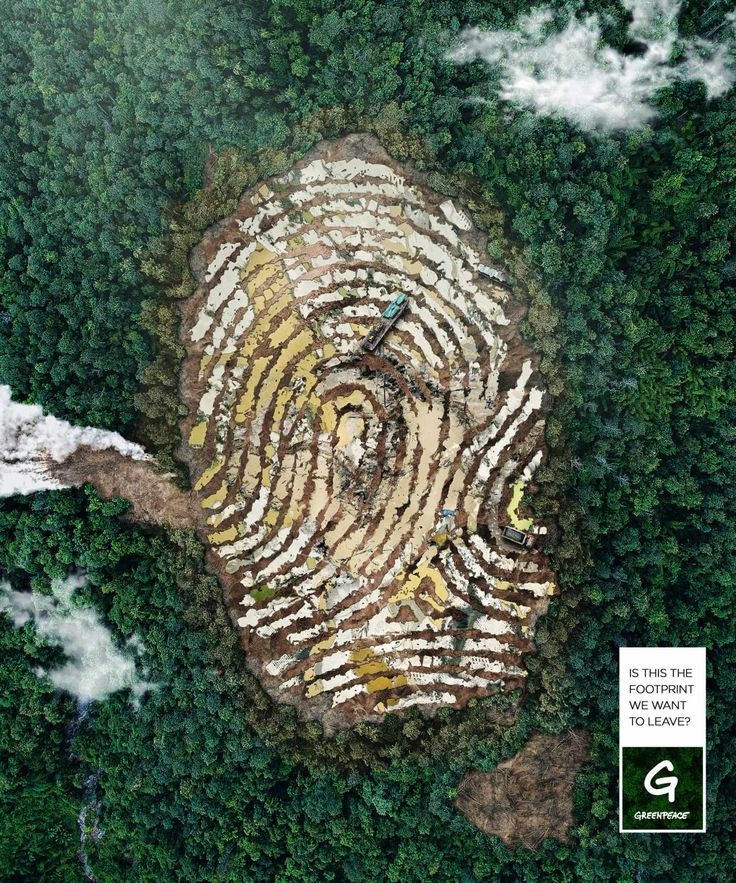 IS THIS THE
FOOTPRINT
WE WANT
TO LEAVE?
G
GREENPEACE